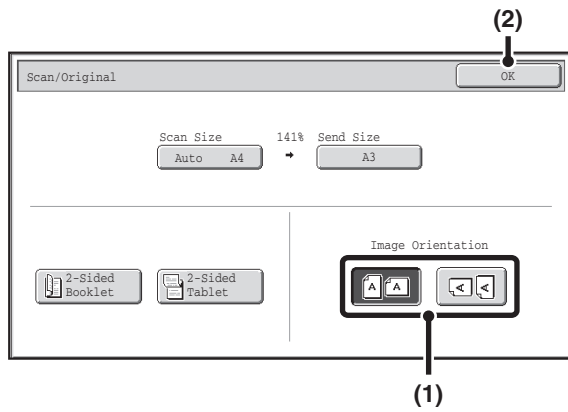 (2)
Scan/Original
OK
Scan Size
141%
Send Size
Auto A4
A3
Image Orientation
2-Sided
Booklet
2-Sided
Tablet
A
A
A
A
(1)